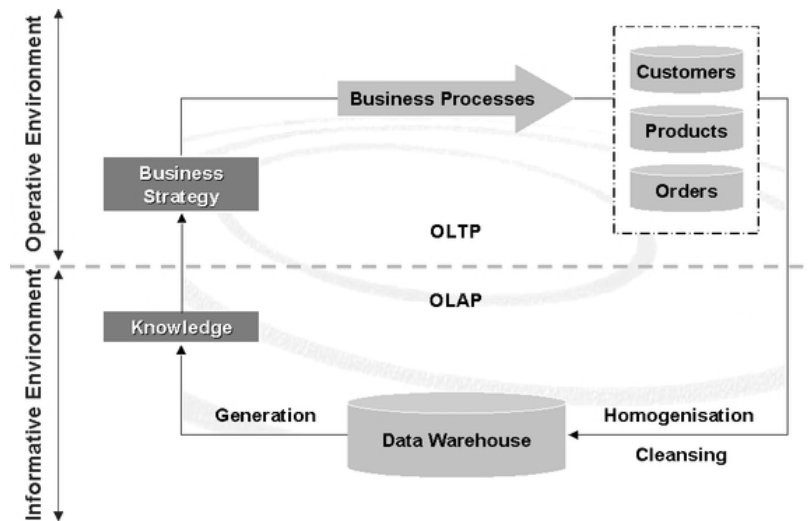 Operative Environment
Informative Environment
Business Processes
Customers
Products
Orders
Business
Strategy
OLTP
OLAP
Knowledge
Generation
Data Warehouse
Homogenisation
Cleansing